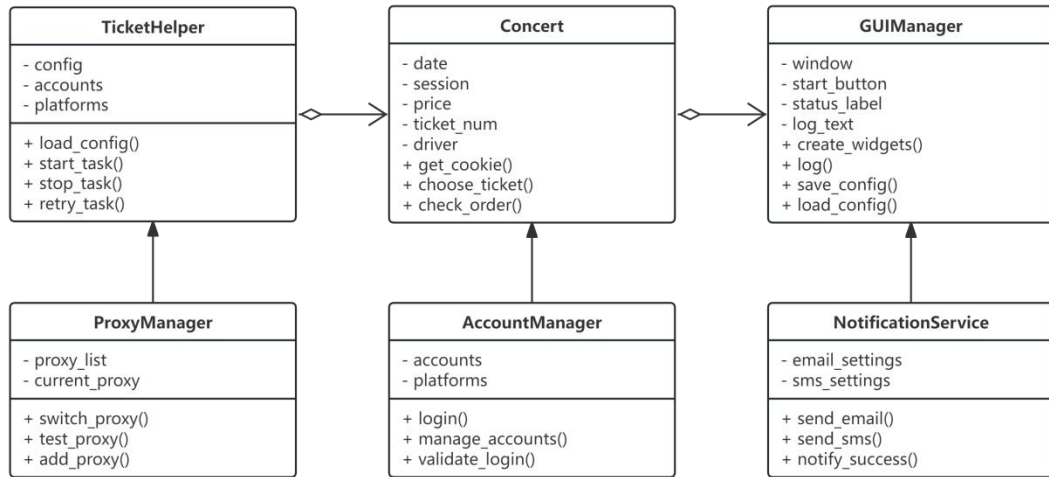 TicketHelper
- config
- accounts
- platforms
+ load_config()
+ start_task()
+ stop_task()
+ retry_task()
Concert
- date
- session
- price
- ticket_num
- driver
+ get_cookie()
+ choose_ticket()
+ check_order()
GUIManager
- window
- start_button
- status_label
- log_text
+ create_widgets()
+ log()
+ save_config()
+ load_config()
ProxyManager
- proxy_list
- current_proxy
+ switch_proxy()
+ test_proxy()
+ add_proxy()
AccountManager
- accounts
- platforms
+ login()
+ manage_accounts()
+ validate_login()
NotificationService
- email_settings
- sms_settings
+ send_email()
+ send_sms()
+ notify_success()